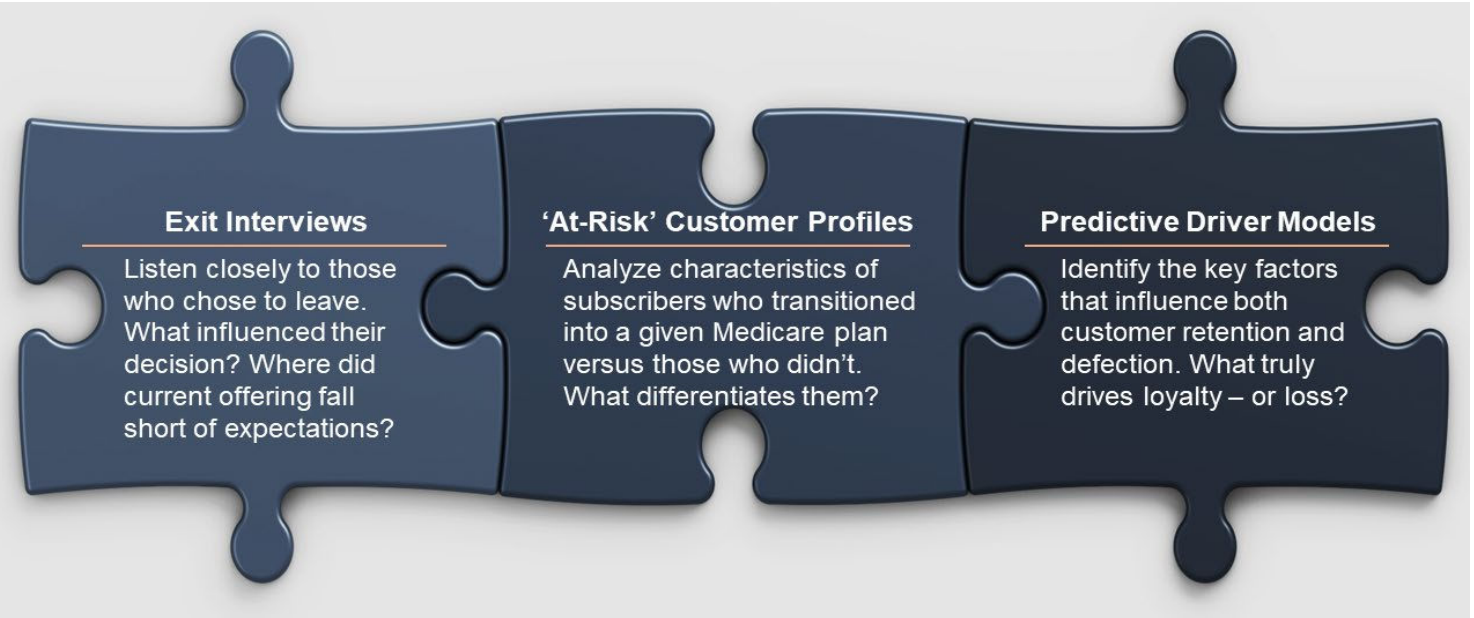 Exit Interviews
Listen closely to those
who chose to leave.
What influenced their
decision? Where did
current offering fall
short of expectations?
‘At-Risk’ Customer Profiles
Analyze characteristics of
subscribers who transitioned
into a given Medicare plan
versus those who didn’t.
What differentiates them?
Predictive Driver Models
Identify the key factors
that influence both
customer retention and
defection. What truly
drives loyalty – or loss?